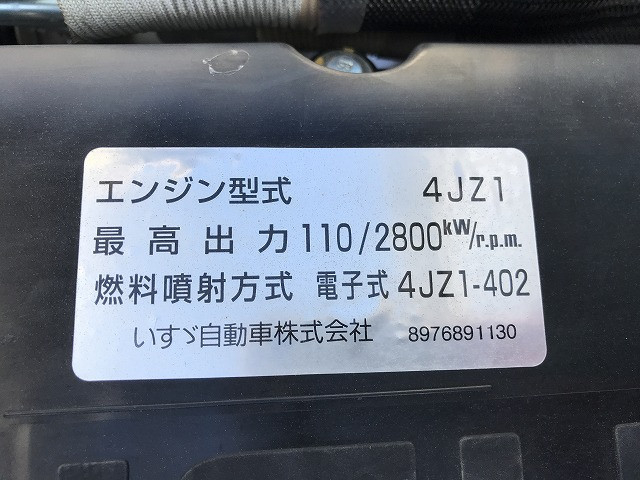 エンジン型式 4JZ1
最高出力 110/2800kW/r.p.m.
燃料噴射方式 電子式 4JZ1-402
いすゞ自動車株式会社 8976891130